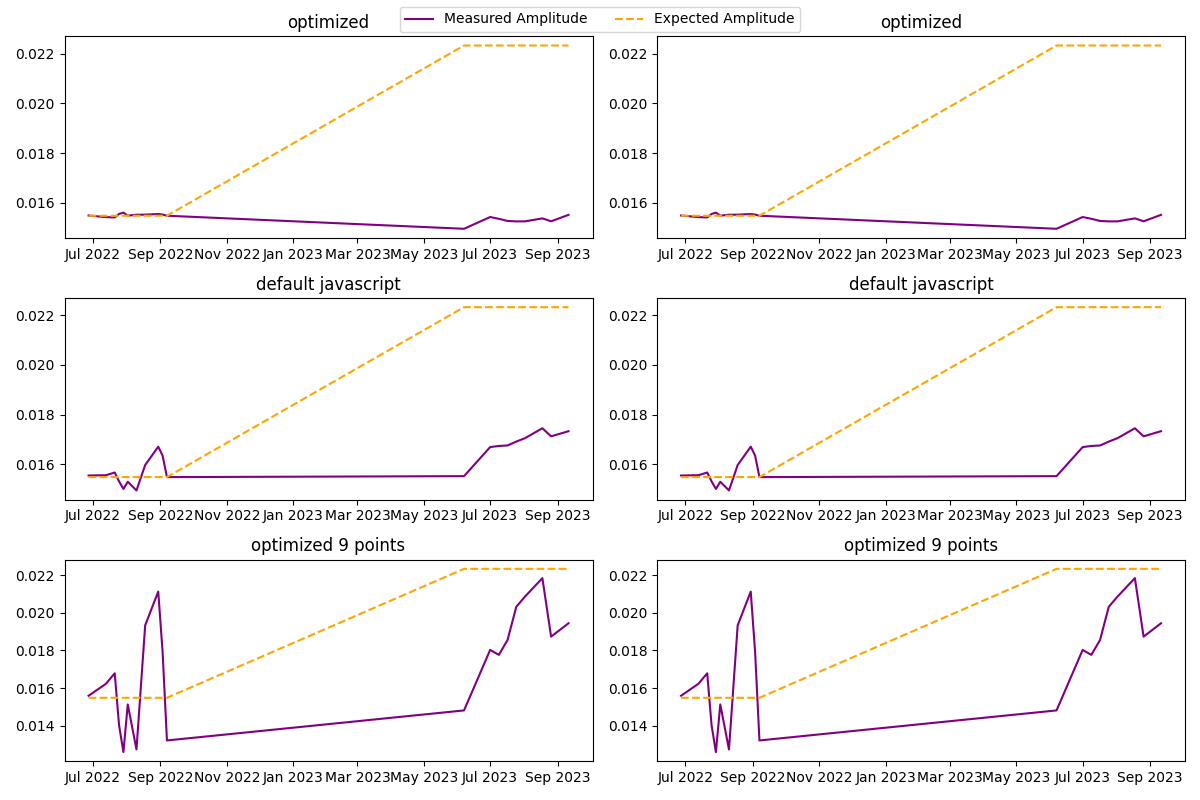 Measured Amplitude Expected Amplitude
optimized optimized
0.022 0.022
0.020 0.020
0.018 0.018
0.016 0.016
Jul 2022 Sep 2022 Nov 2022 Jan 2023 Mar 2023 May 2023 Jul 2023 Sep 2023 Jul 2022 Sep 2022 Nov 2022 Jan 2023 Mar 2023 May 2023 Jul 2023 Sep 2023
default javascript default javascript
0.022 0.022
0.020 0.020
0.018 0.018
0.016 0.016
Jul 2022 Sep 2022 Nov 2022 Jan 2023 Mar 2023 May 2023 Jul 2023 Sep 2023 Jul 2022 Sep 2022 Nov 2022 Jan 2023 Mar 2023 May 2023 Jul 2023 Sep 2023
optimized 9 points optimized 9 points
0.022 0.022
0.020 0.020
0.018 0.018
0.016 0.016
0.014 0.014
Jul 2022 Sep 2022 Nov 2022 Jan 2023 Mar 2023 May 2023 Jul 2023 Sep 2023 Jul 2022 Sep 2022 Nov 2022 Jan 2023 Mar 2023 May 2023 Jul 2023 Sep 2023